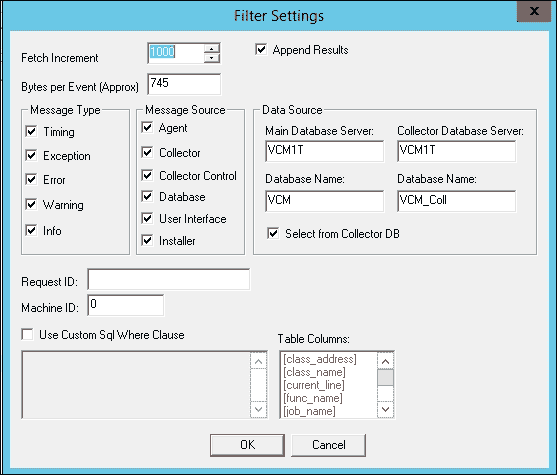 Filter Settings
x
Fetch Increment 1000 Append Results
Bytes per Event (Approx) 745
Message Type Message Source Data Source
Timing
Exception
Error
Warning
Info
Agent
Collector
Collector Control
Database
User Interface
Installer
Main Database Server: Collector Database Server:
VCM1T VCM1T
Database Name: Database Name:
VCM VCM_Coll
Select from Collector DB
Request ID:
Machine ID: 0
Use Custom Sql Where Clause Table Columns:
[class_address]
[class_name]
[current_line]
[func_name]
[job_name]
OK Cancel